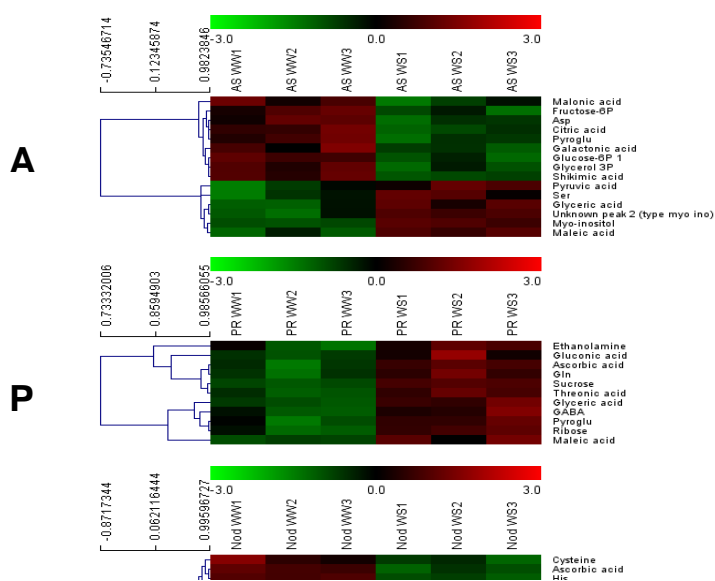 -0.73546714 0.12345874 0.9823846
-3.0 0.0 3.0
AS WW1 AS WW2 AS WW3 AS WS1 AS WS2 AS WS3
A
Malonic acid
Fructose-6P
Asp
Citric acid
Pyroglu
Galactonic acid
Glucose-6P 1
Glycerol 3P
Shikimic acid
Pyruvic acid
Ser
Glyceric acid
Unknown peak 2 (type myo ino)
Myo-inositol
Maleic acid
0.73332006 0.8594903 0.98566055
-3.0 0.0 3.0
PR WW1 PR WW2 PR WW3 PR WS1 PR WS2 PR WS3
P
Ethanolamine
Gluconic acid
Ascorbic acid
Gln
Sucrose
Threonic acid
Glyceric acid
GABA
Pyroglu
Ribose
Maleic acid
-0.8717344 0.062116444 0.99596727
-3.0 0.0 3.0
Nod WW1 Nod WW2 Nod WW3 Nod WS1 Nod WS2 Nod WS3
Cysteine
Ascorbic acid
His